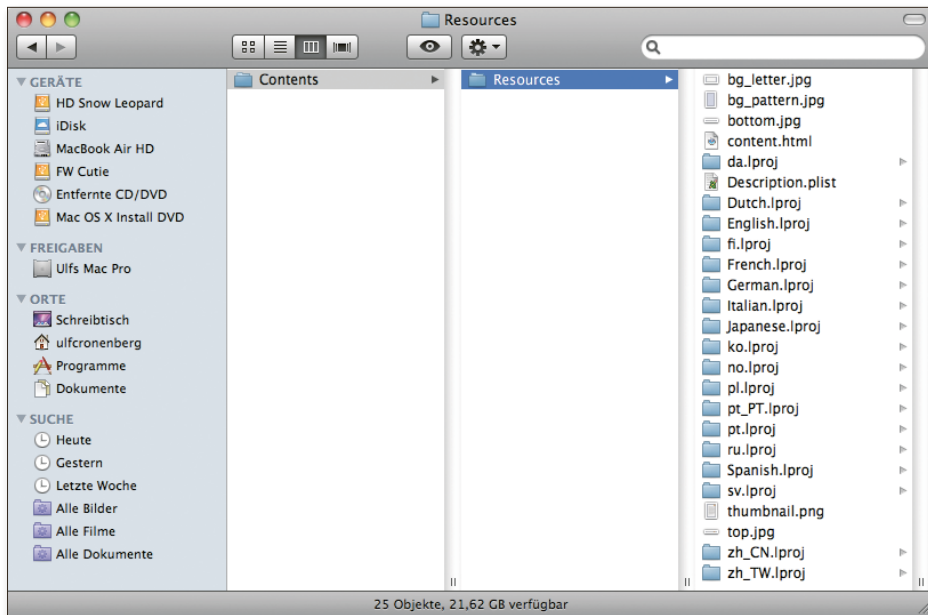 Resources
GERÄTE
HD Snow Leopard
iDisk
MacBook Air HD
FW Cutie
Entfernte CD/DVD
Mac OS X Install DVD
FREIGABEN
Ulfs Mac Pro
ORTE
Schreibtisch
ulfcronenberg
Programme
Dokumente
SUCHE
Heute
Gestern
Letzte Woche
Alle Bilder
Alle Filme
Alle Dokumente
Contents
Resources
bg_letter.jpg
bg_pattern.jpg
bottom.jpg
content.html
da.lproj
Description.plist
Dutch.lproj
English.lproj
fi.lproj
French.lproj
German.lproj
Italian.lproj
Japanese.lproj
ko.lproj
no.lproj
pl.lproj
pt_PT.lproj
pt.lproj
ru.lproj
Spanish.lproj
sv.lproj
thumbnail.png
top.jpg
zh_CN.lproj
zh_TW.lproj
25 Objekte, 21,62 GB verfügbar